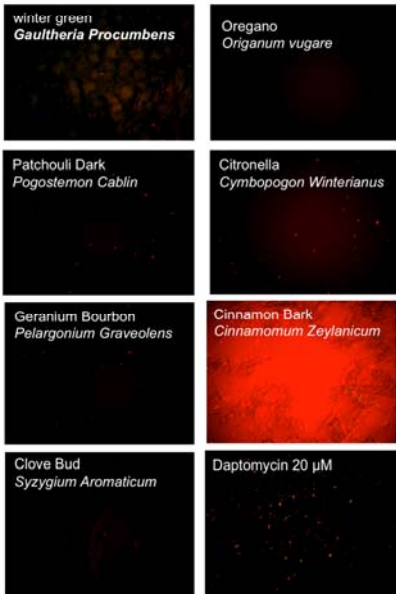 winter green
Gaultheria Procumbens
Oregano
Origanum vugare
Patchouli Dark
Pogostemon Cablin
Citronella
Cymbopogon Winterianus
Geranium Bourbon
Pelargonium Graveolens
Cinnamon Bark
Cinnamomum Zeylanicum
Clove Bud
Syzygium Aromaticum
Daptomycin 20 µM